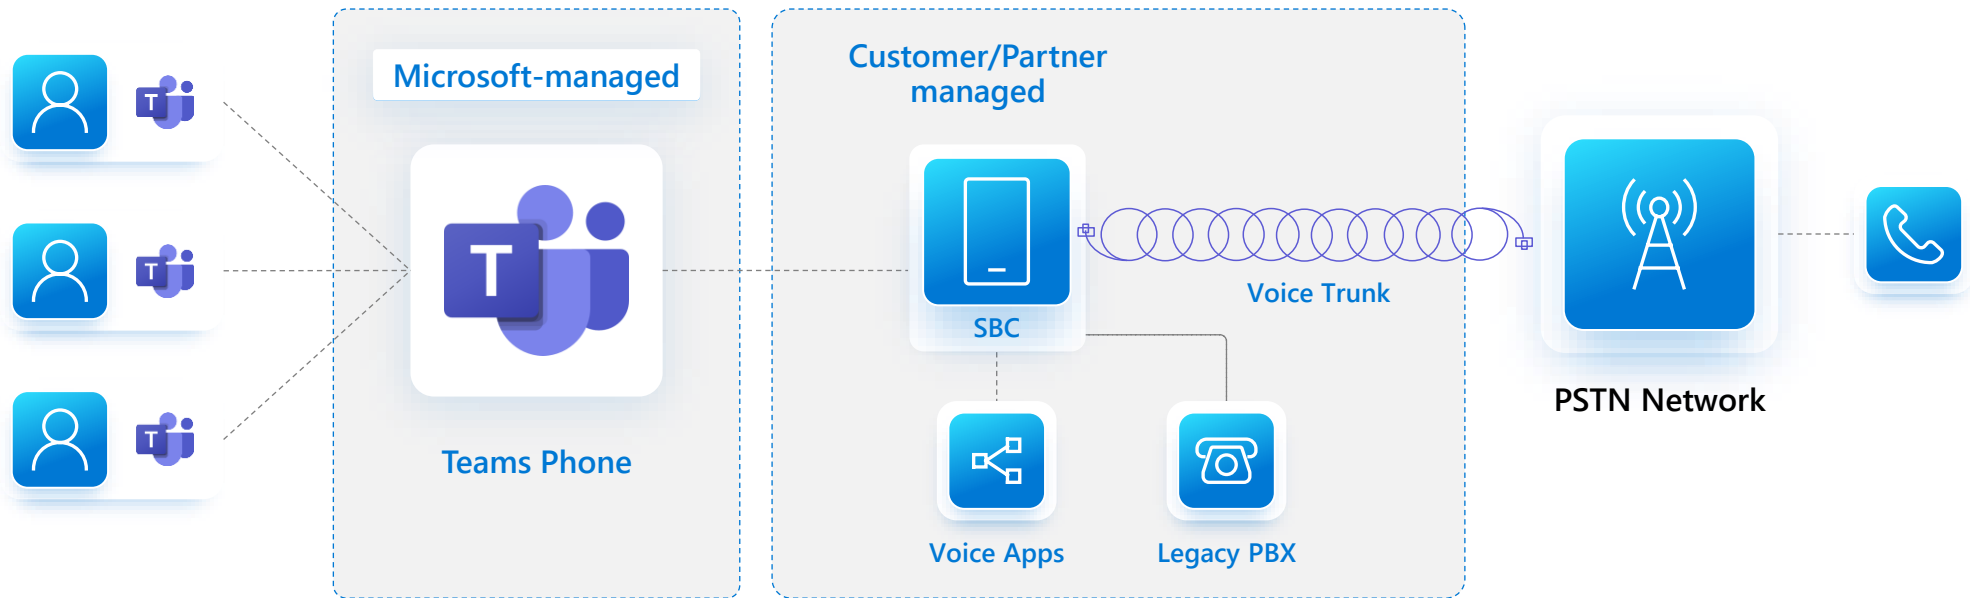 Microsoft-managed
Customer/Partner
managed
T
T
T
T
SBC
Voice Trunk
PSTN Network
Teams Phone
Voice Apps
Legacy PBX